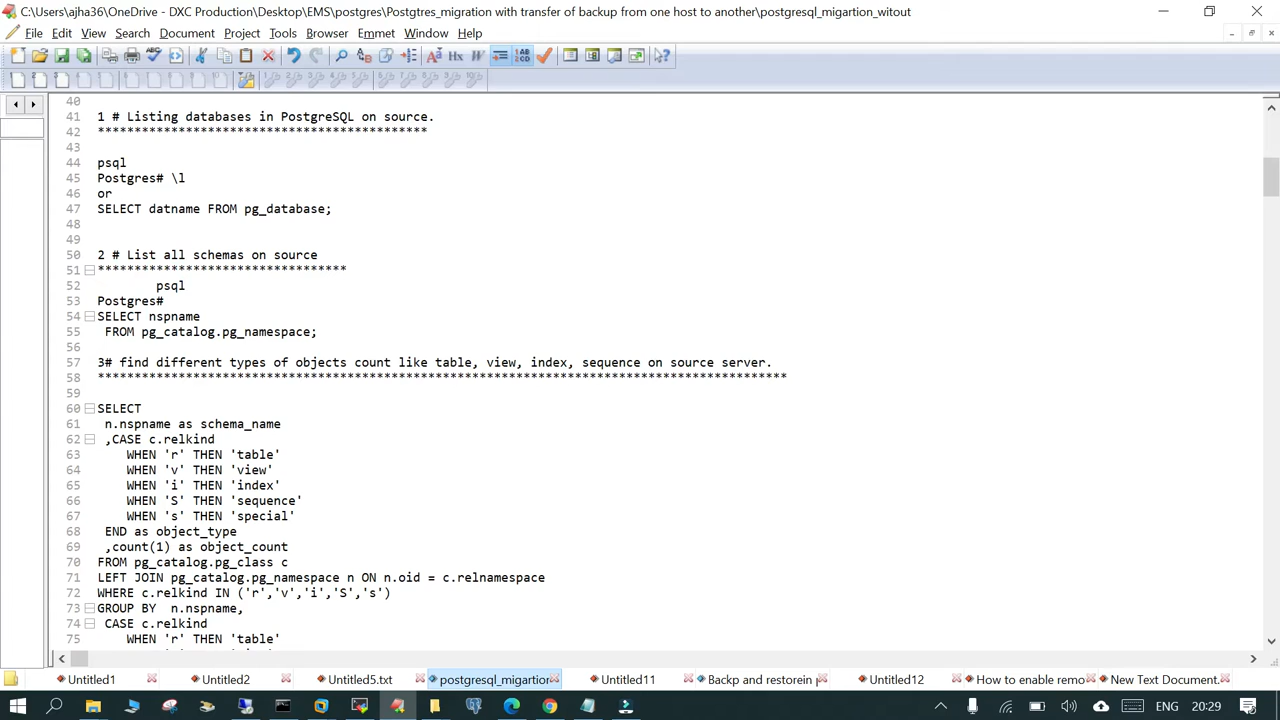 C:\Users\ajha36\OneDrive - DXC Production\Desktop\EMS\postgres\Postgtres_migration with transfer of backup from one host to another\postgresql_migartion_witout
File Edit View Search Document Project Tools Browser Emmet Window Help
40
41 1 # Listing databases in PostgreSQL on source.
42 *********************************************
43
44 psql
45 Postgres# \l
46 or
47 SELECT datname FROM pg_database;
48
49
50 2 # List all schemas on source
51 **********************************
52 psql
53 Postgres#
54 SELECT nspname
55 FROM pg_catalog.pg_namespace;
56
57 3# find different types of objects count like table, view, index, sequence on source server.
58 **********************************************************************************************
59
60 SELECT
61 n.nspname as schema_name
62 ,CASE c.relkind
63 WHEN 'r' THEN 'table'
64 WHEN 'v' THEN 'view'
65 WHEN 'i' THEN 'index'
66 WHEN 'S' THEN 'sequence'
67 WHEN 's' THEN 'special'
68 END as object_type
69 ,count(1) as object_count
70 FROM pg_catalog.pg_class c
71 LEFT JOIN pg_catalog.pg_namespace n ON n.oid = c.relnamespace
72 WHERE c.relkind IN ('r','v','i','S','s')
73 GROUP BY n.nspname,
74 CASE c.relkind
75 WHEN 'r' THEN 'table'
Untitled1 Untitled2 Untitled5.txt postgresql_migartion Untitled11 Backp and restorein p Untitled12 How to enable remo New Text Document.
ENG 20:29